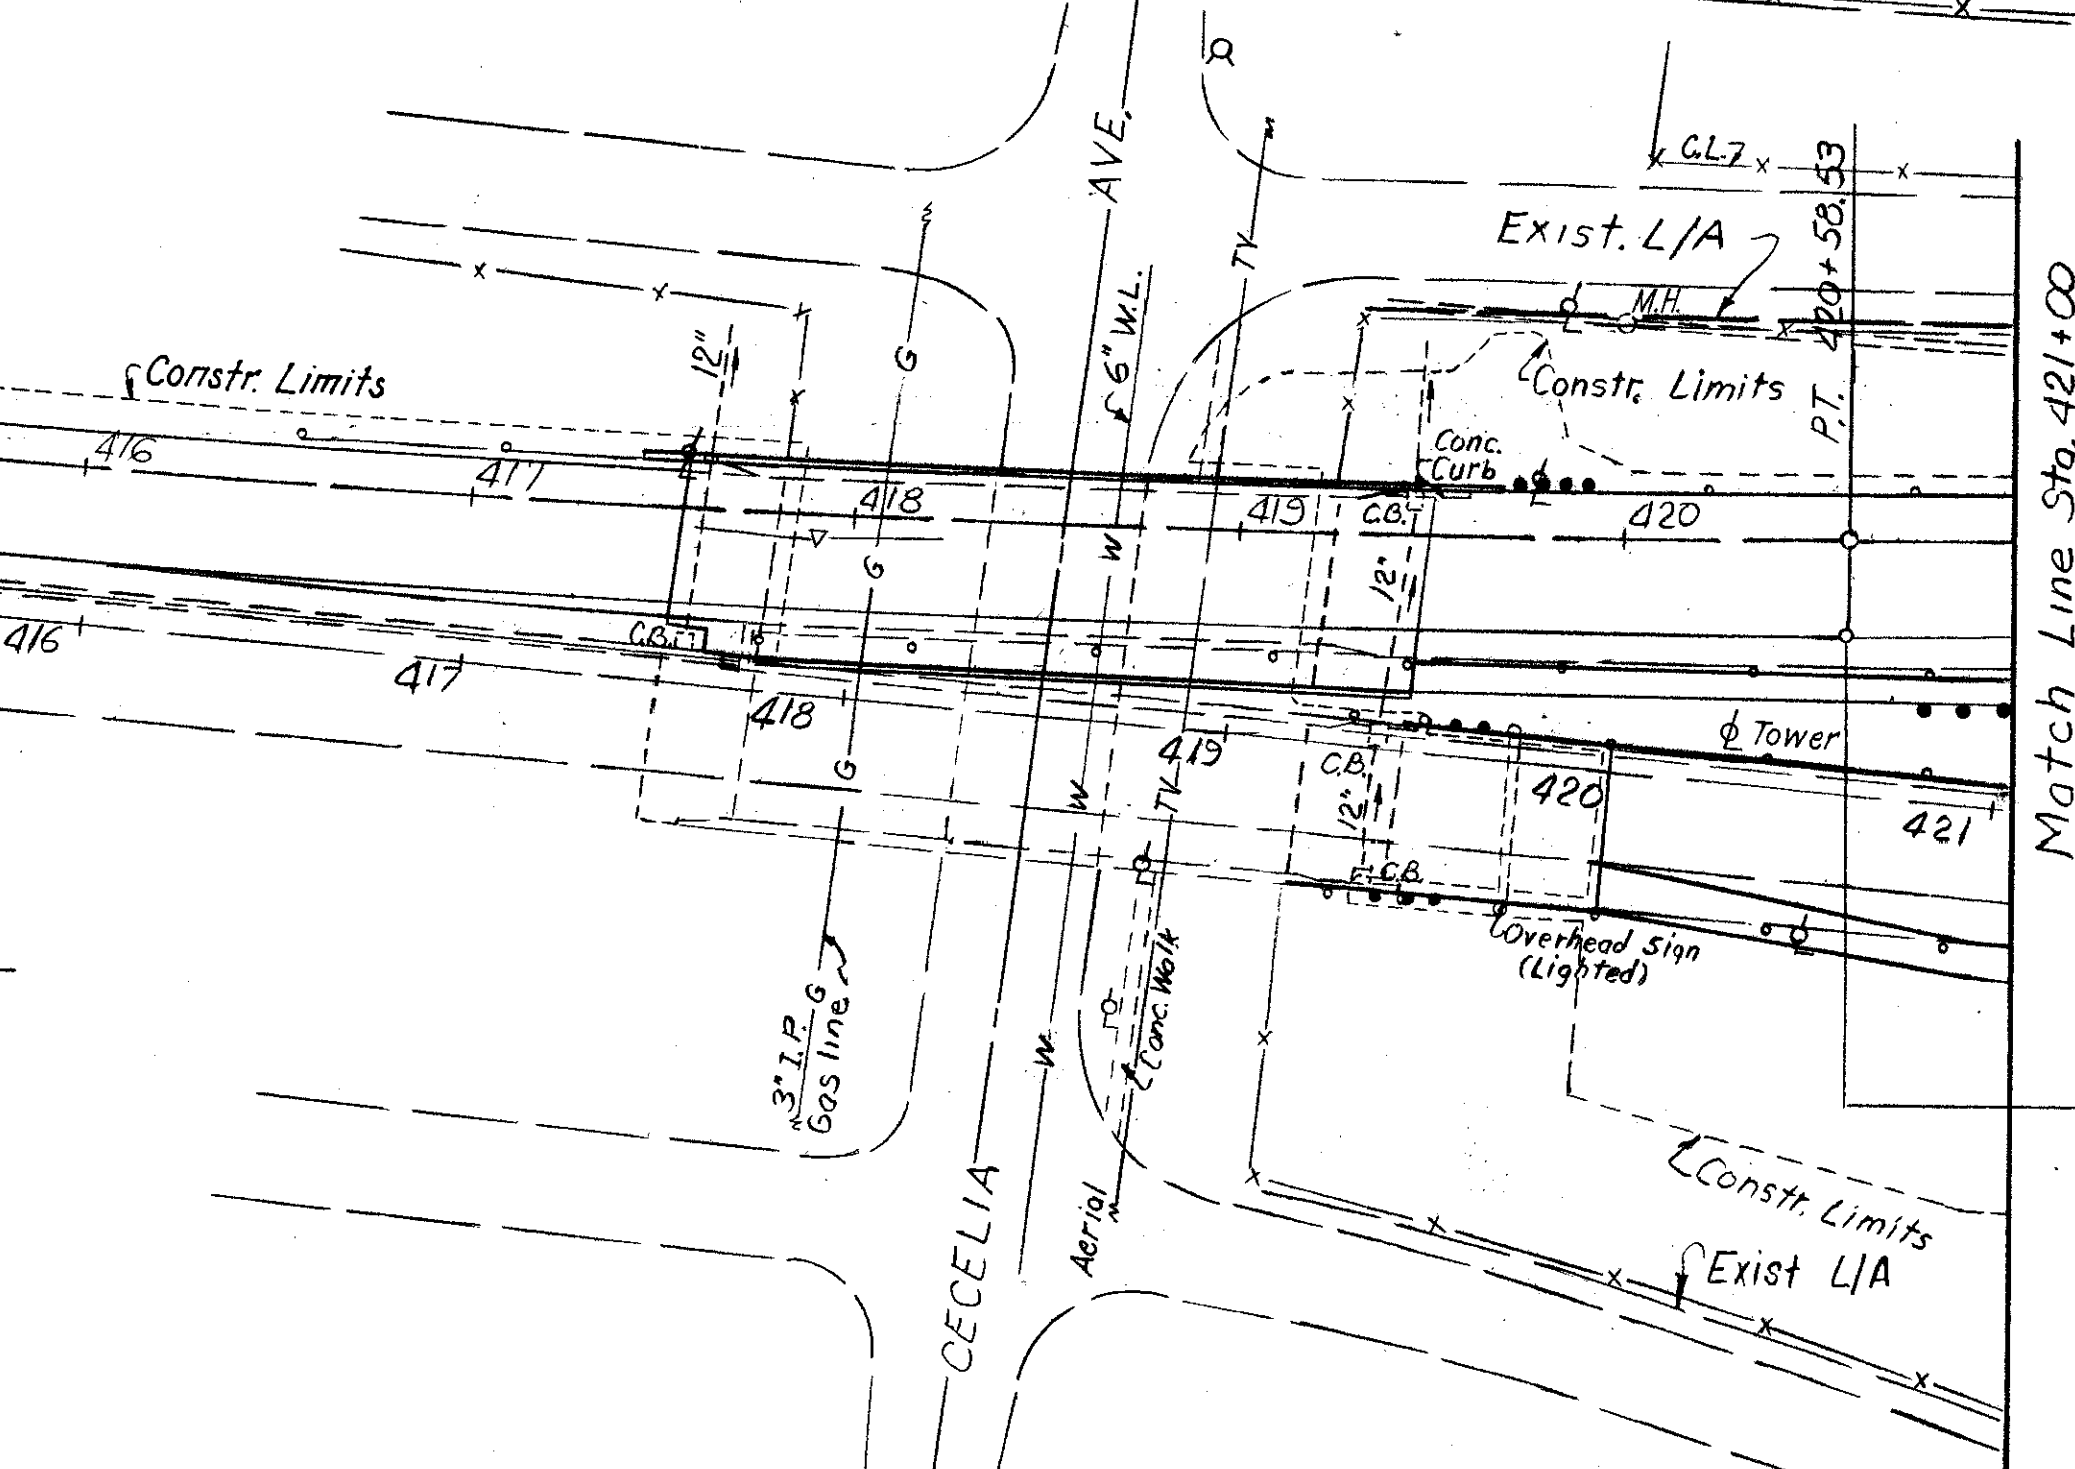 AVE.
C.L.
Exist. L/A
P.T. 420+58.53
TV
6" W.L.
M.H.
12"
G
Constr. Limits
Constr. Limits
Conc.
Curb
416
417
418
419
C.B.
420
W
12"
G
416
C.B.
417
418
419
C.B.
12"
420
Tower
421
Match Line Sta. 421+00
G
W
TV
C.B.
Overhead Sign
(Lighted)
Conc. Walk
3" I.P. G
Gas line
W
Constr. Limits
Aerial
Exist L/A
CECELIA